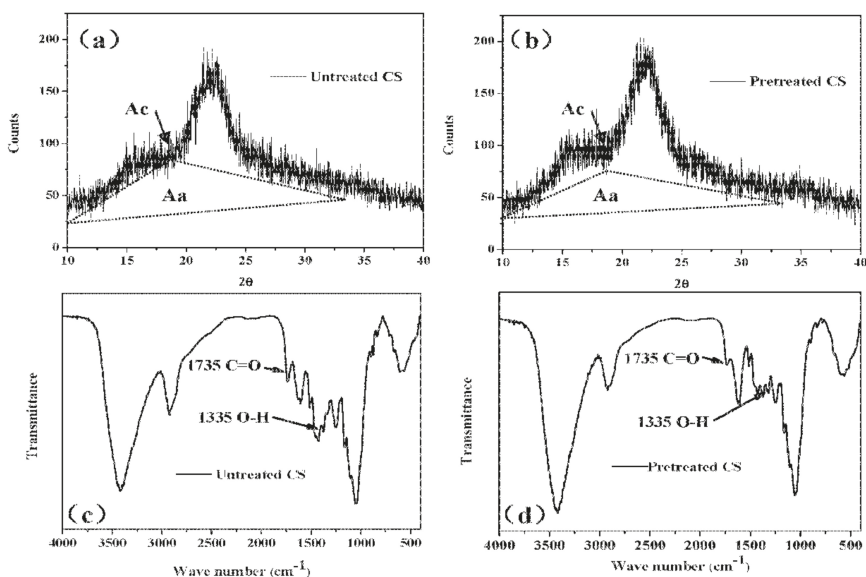 (a)
Untreated CS
Ac
Aa
Counts
200
150
100
50
0
10 15 20 25 30 35 40
2θ
(b)
Pretreated CS
Ac
Aa
Counts
200
150
100
50
0
10 15 20 25 30 35 40
2θ
1735 C=O
1335 O-H
Untreated CS
(c)
Transmittance
4000 3500 3000 2500 2000 1500 1000 500
Wave number (cm⁻¹)
1735 C=O
1335 O-H
Pretreated CS
(d)
Transmittance
4000 3500 3000 2500 2000 1500 1000 500
Wave number (cm⁻¹)